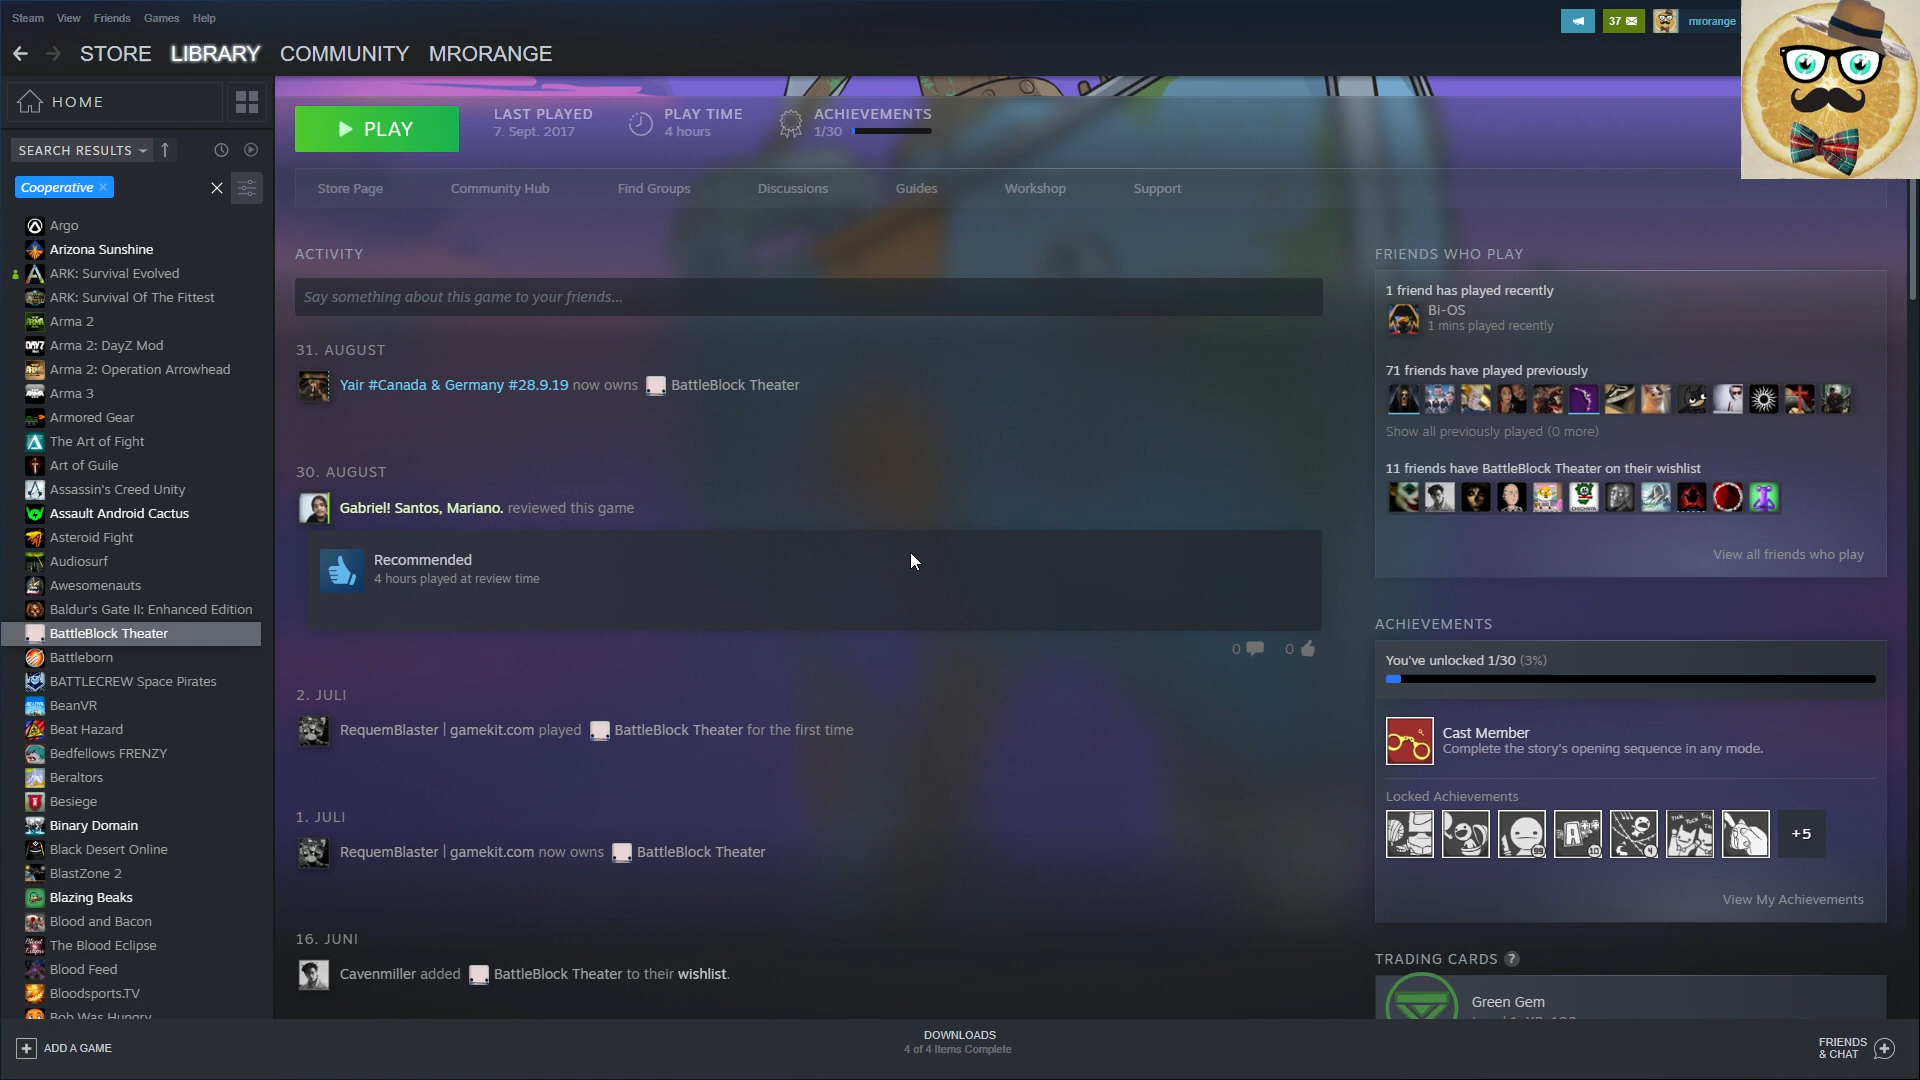 Steam View Friends Games Help
37
mrorange
STORE LIBRARY COMMUNITY MRORANGE
HOME
SEARCH RESULTS
Cooperative ×
Argo
Arizona Sunshine
ARK: Survival Evolved
ARK: Survival Of The Fittest
Arma 2
Arma 2: DayZ Mod
Arma 2: Operation Arrowhead
Arma 3
Armored Gear
The Art of Fight
Art of Guile
Assassin's Creed Unity
Assault Android Cactus
Asteroid Fight
Audiosurf
Awesomenauts
Baldur's Gate II: Enhanced Edition
BattleBlock Theater
Battleborn
BATTLECREW Space Pirates
BeanVR
Beat Hazard
Bedfellows FRENZY
Beraltors
Besiege
Binary Domain
Black Desert Online
BlastZone 2
Blazing Beaks
Blood and Bacon
The Blood Eclipse
Blood Feed
Bloodsports.TV
Bob Was Hungry
PLAY
LAST PLAYED
7. Sept. 2017
PLAY TIME
4 hours
ACHIEVEMENTS
1/30
Store Page Community Hub Find Groups Discussions Guides Workshop Support
ACTIVITY
Say something about this game to your friends...
31. AUGUST
Yair #Canada & Germany #28.9.19 now owns BattleBlock Theater
30. AUGUST
Gabriel! Santos, Mariano. reviewed this game
Recommended
4 hours played at review time
0 0
2. JULI
RequemBlaster | gamekit.com played BattleBlock Theater for the first time
1. JULI
RequemBlaster | gamekit.com now owns BattleBlock Theater
16. JUNI
Cavenmiller added BattleBlock Theater to their wishlist.
FRIENDS WHO PLAY
1 friend has played recently
Bi-OS
1 mins played recently
71 friends have played previously
Show all previously played (0 more)
11 friends have BattleBlock Theater on their wishlist
View all friends who play
ACHIEVEMENTS
You've unlocked 1/30 (3%)
Cast Member
Complete the story's opening sequence in any mode.
Locked Achievements
+5
View My Achievements
TRADING CARDS ?
Green Gem
ADD A GAME
DOWNLOADS
4 of 4 Items Complete
FRIENDS
& CHAT